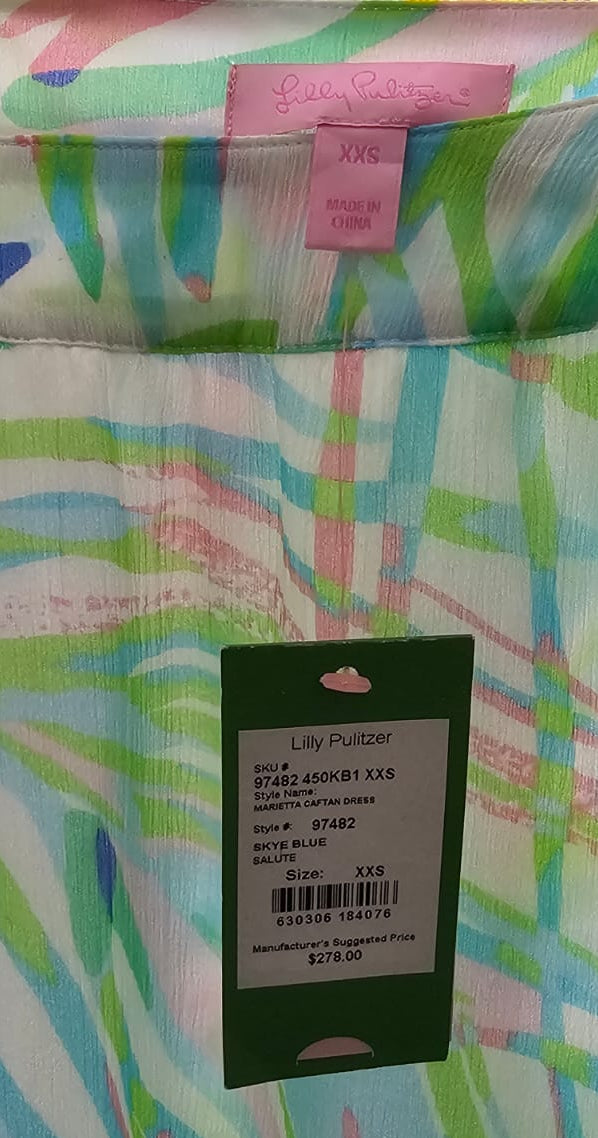 Lilly Pulitzer®
XXS
MADE IN
CHINA
Lilly Pulitzer
SKU #
97482 450KB1 XXS
Style Name:
MARIETTA CAFTAN DRESS
Style #: 97482
SKYE BLUE
SALUTE
Size: XXS
630306 184076
Manufacturer's Suggested Price
$278.00